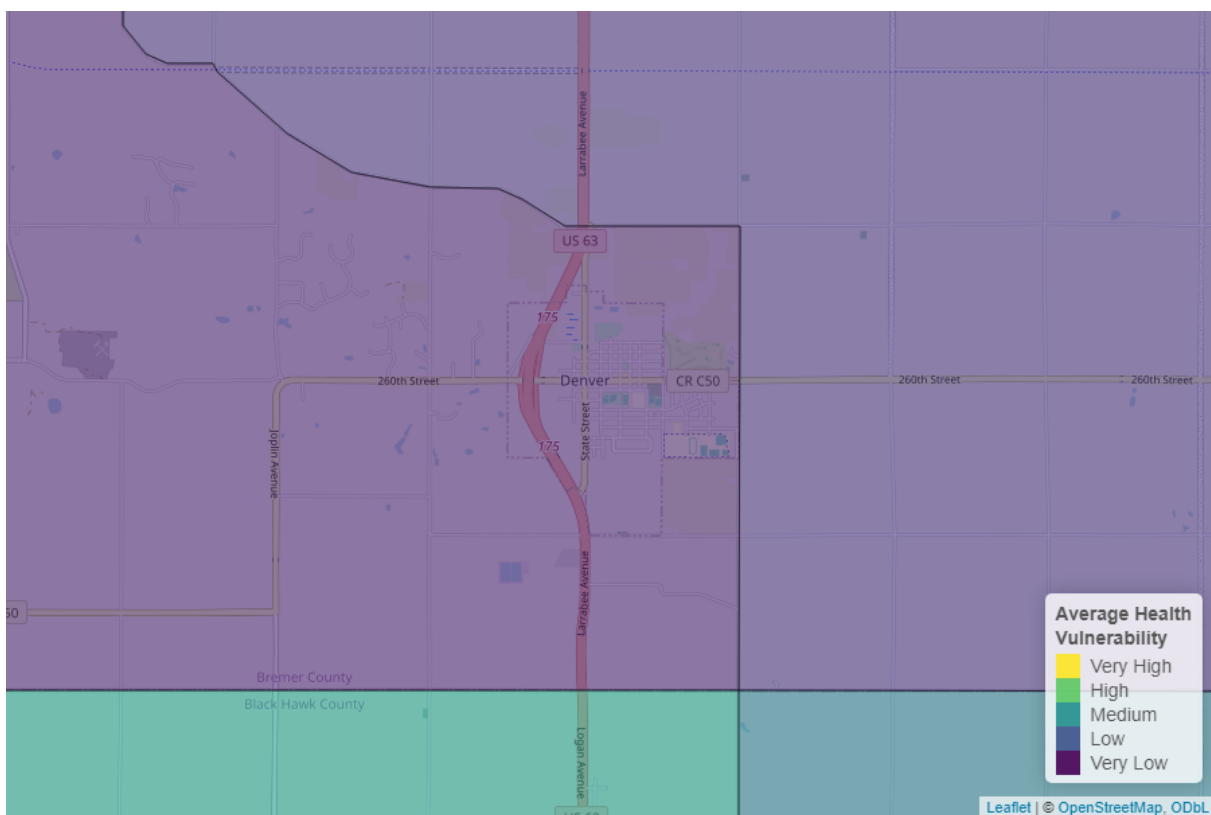 Larrabee Avenue
US 63
175
260th Street
Denver
CR C50
260th Street
260th Street
State Street
175
Joplin Avenue
Larrabee Avenue
50
Bremer County
Black Hawk County
Logan Avenue
Average Health
Vulnerability
Very High
High
Medium
Low
Very Low
Leaflet | © OpenStreetMap, ODbL